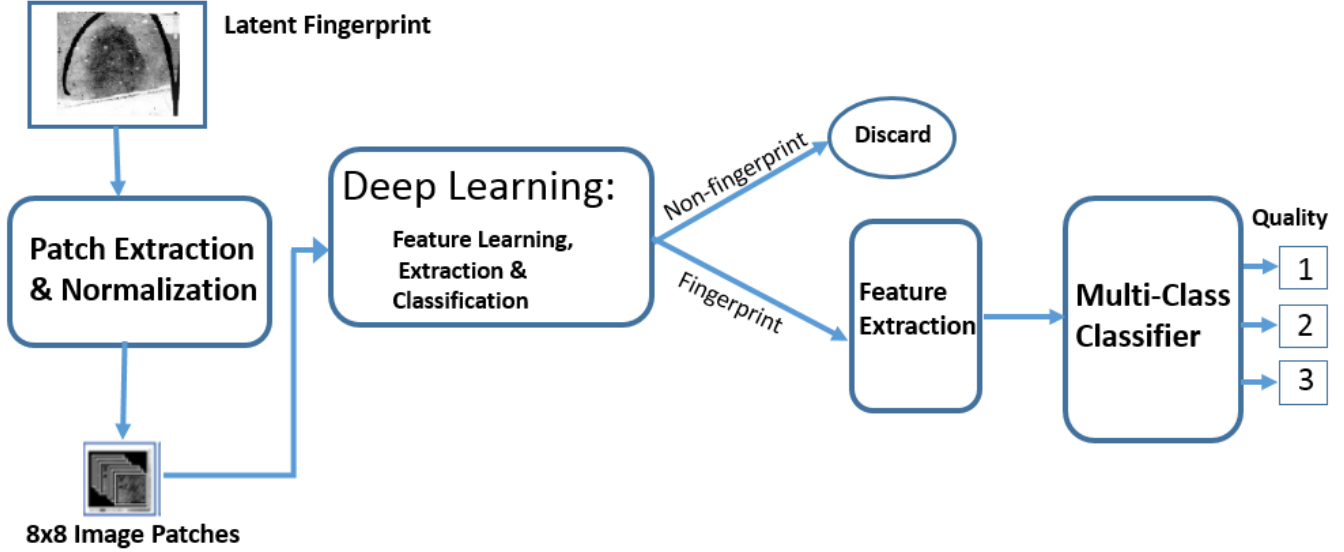 Latent Fingerprint
Patch Extraction
& Normalization
8x8 Image Patches
Deep Learning:
Feature Learning,
Extraction &
Classification
Non-fingerprint
Discard
Fingerprint
Feature
Extraction
Multi-Class
Classifier
Quality
1
2
3